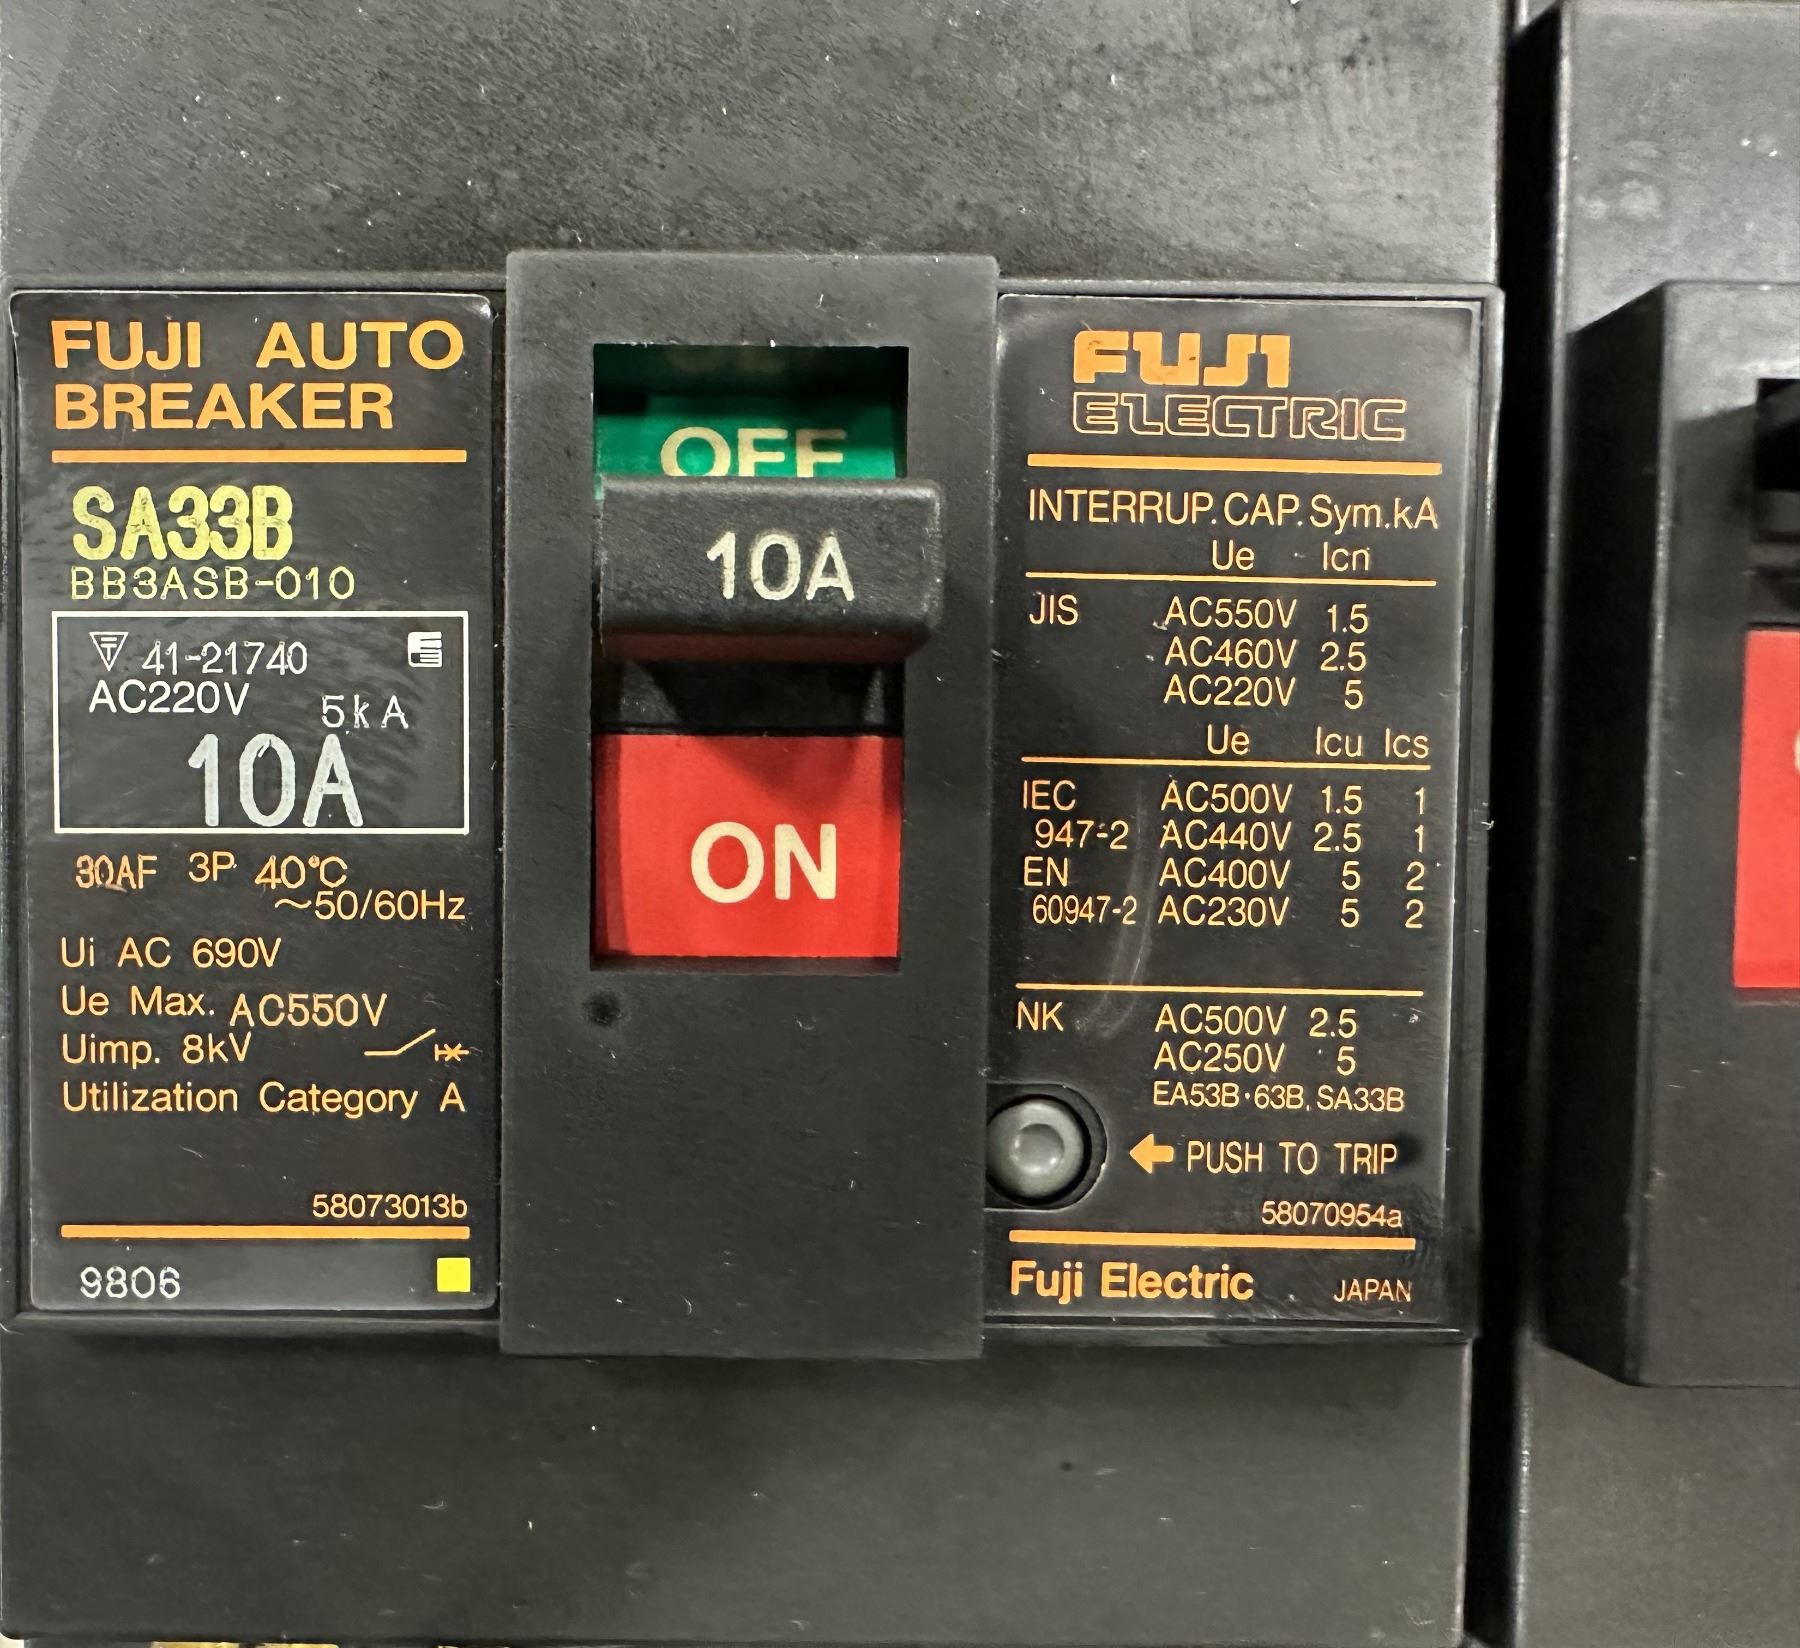 FUJI AUTO
BREAKER
SA33B
BB3ASB-010
41-21740
AC220V
5kA
10A
30AF 3P 40°C
~50/60Hz
Ui AC 690V
Ue Max. AC550V
Uimp. 8kV
Utilization Category A
58073013b
9806
OFF
10A
ON
FUJI
ELECTRIC
INTERRUP. CAP. Sym.kA
Ue Icn
JIS AC550V 1.5
AC460V 2.5
AC220V 5
Ue Icu Ics
IEC AC500V 1.5 1
947-2 AC440V 2.5 1
EN AC400V 5 2
60947-2 AC230V 5 2
NK AC500V 2.5
AC250V 5
EA53B·63B, SA33B
PUSH TO TRIP
58070954a
Fuji Electric JAPAN